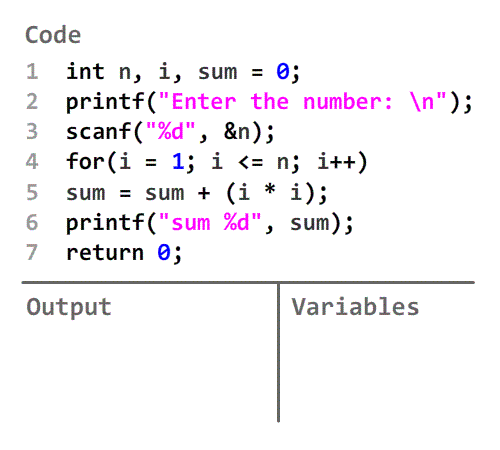 Code
1 int n, i, sum = 0;
2 printf("Enter the number: \n");
3 scanf("%d", &n);
4 for(i = 1; i <= n; i++)
5 sum = sum + (i * i);
6 printf("sum %d", sum);
7 return 0;
Output
Variables